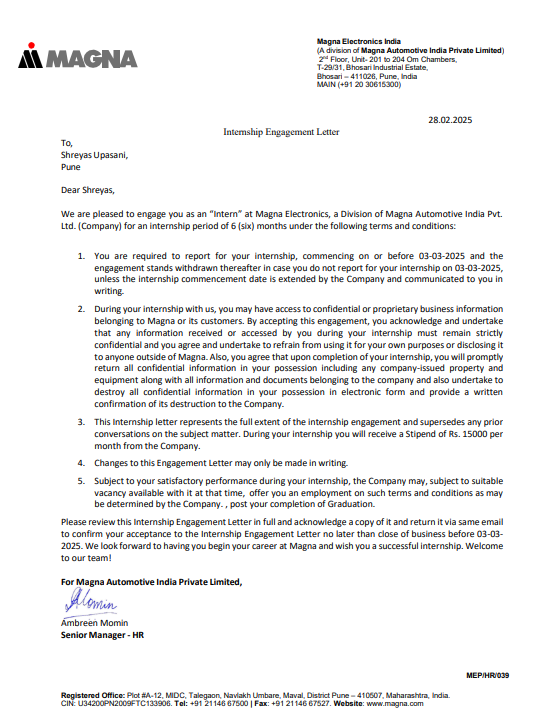 MAGNA
Magna Electronics India
(A division of Magna Automotive India Private Limited)
2nd Floor, Unit- 201 to 204 Om Chambers,
T-29/31, Bhosari Industrial Estate,
Bhosari – 411026, Pune, India
MAIN (+91 20 30615300)
28.02.2025
Internship Engagement Letter
To,
Shreyas Upasani,
Pune
Dear Shreyas,
We are pleased to engage you as an “Intern” at Magna Electronics, a Division of Magna Automotive India Pvt.
Ltd. (Company) for an internship period of 6 (six) months under the following terms and conditions:
1. You are required to report for your internship, commencing on or before 03-03-2025 and the
engagement stands withdrawn thereafter in case you do not report for your internship on 03-03-2025,
unless the internship commencement date is extended by the Company and communicated to you in
writing.
2. During your internship with us, you may have access to confidential or proprietary business information
belonging to Magna or its customers. By accepting this engagement, you acknowledge and undertake
that any information received or accessed by you during your internship must remain strictly
confidential and you agree and undertake to refrain from using it for your own purposes or disclosing it
to anyone outside of Magna. Also, you agree that upon completion of your internship, you will promptly
return all confidential information in your possession including any company-issued property and
equipment along with all information and documents belonging to the company and also undertake to
destroy all confidential information in your possession in electronic form and provide a written
confirmation of its destruction to the Company.
3. This Internship letter represents the full extent of the internship engagement and supersedes any prior
conversations on the subject matter. During your internship you will receive a Stipend of Rs. 15000 per
month from the Company.
4. Changes to this Engagement Letter may only be made in writing.
5. Subject to your satisfactory performance during your internship, the Company may, subject to suitable
vacancy available with it at that time, offer you an employment on such terms and conditions as may
be determined by the Company. , post your completion of Graduation.
Please review this Internship Engagement Letter in full and acknowledge a copy of it and return it via same email
to confirm your acceptance to the Internship Engagement Letter no later than close of business before 03-03-
2025. We look forward to having you begin your career at Magna and wish you a successful internship. Welcome
to our team!
For Magna Automotive India Private Limited,
AMomin
Ambreen Momin
Senior Manager - HR
MEP/HR/039
Registered Office: Plot #A-12, MIDC, Talegaon, Navlakh Umbare, Maval, District Pune – 410507, Maharashtra, India.
CIN: U34200PN2009FTC133906. Tel: +91 21146 67500 | Fax: +91 21146 67527. Website: www.magna.com